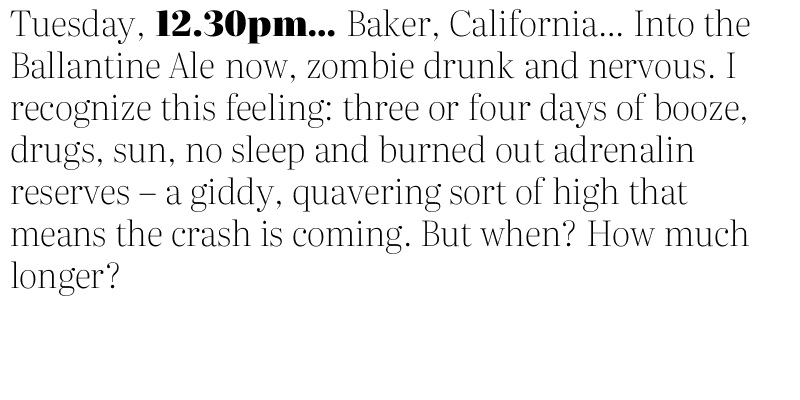 Tuesday, 12.30pm... Baker, California... Into the
Ballantine Ale now, zombie drunk and nervous. I
recognize this feeling: three or four days of booze,
drugs, sun, no sleep and burned out adrenalin
reserves – a giddy, quavering sort of high that
means the crash is coming. But when? How much
longer?